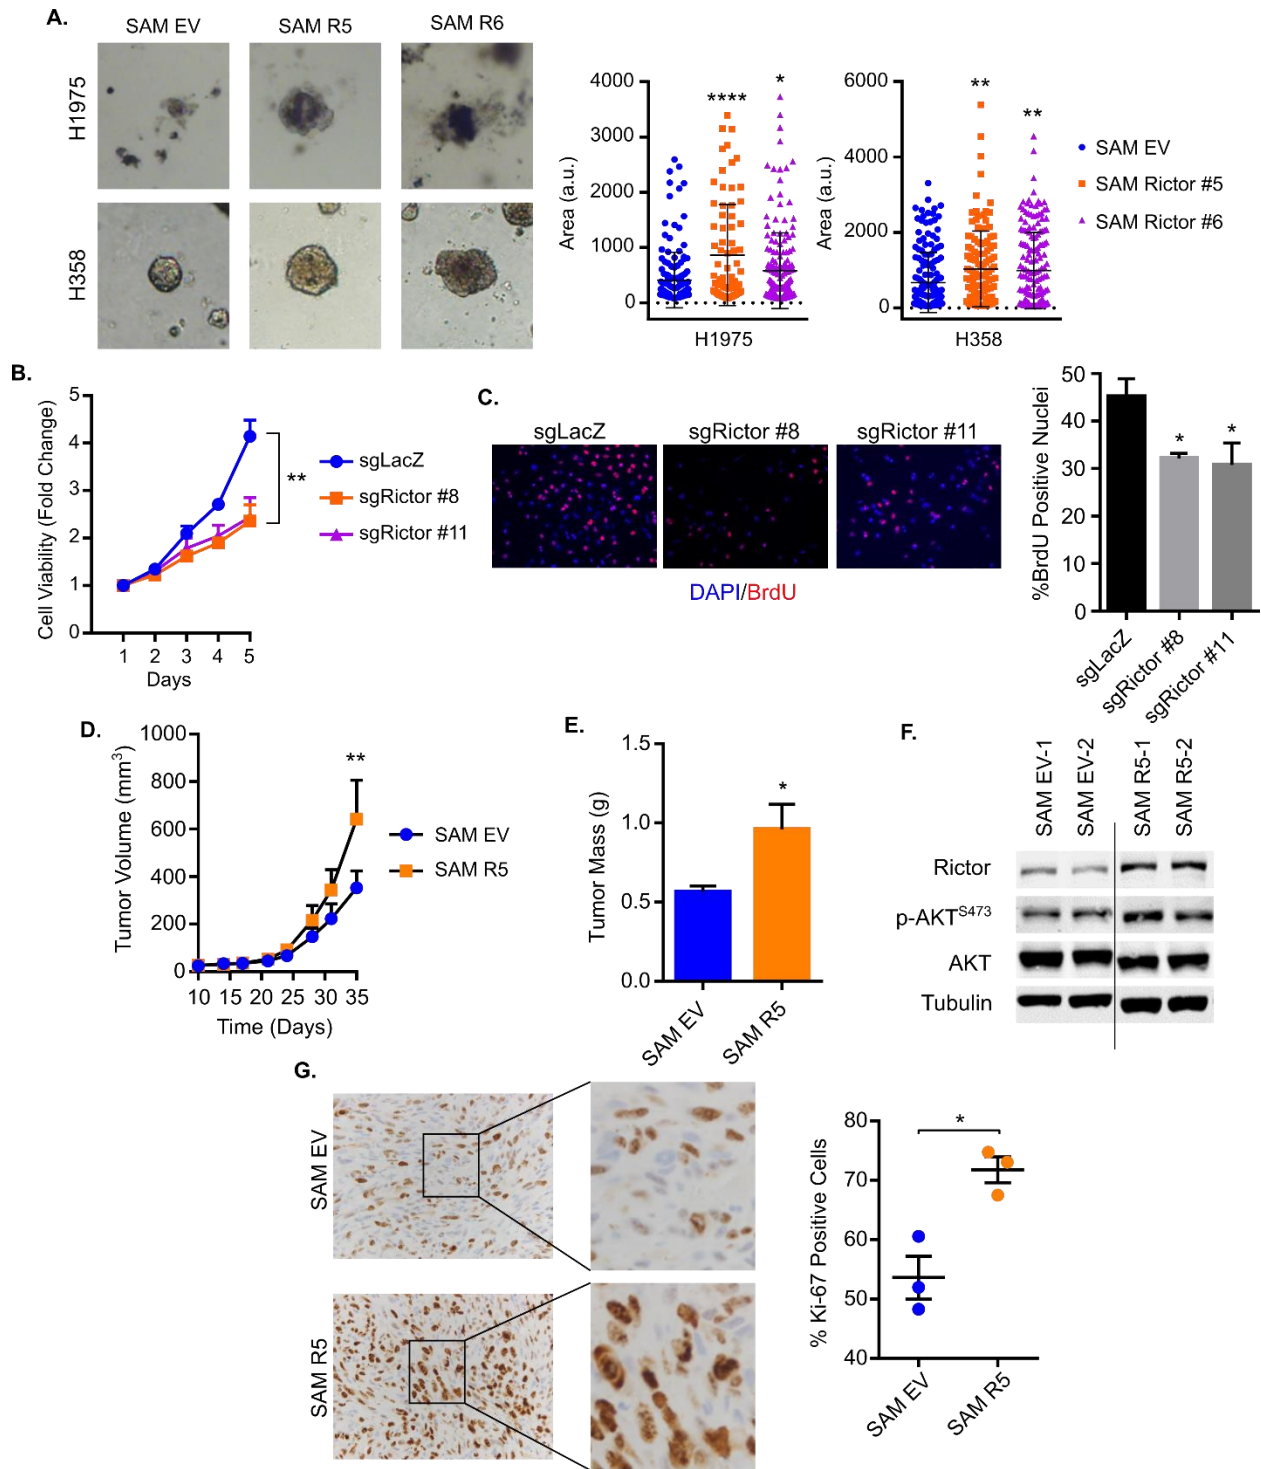 A.
SAM EV
SAM R5
SAM R6
H1975
H358
Area (a.u.)
4000
3000
2000
1000
0
****
*
H1975
Area (a.u.)
6000
4000
2000
0
**
**
H358
SAM EV
SAM Rictor #5
SAM Rictor #6
B.
Cell Viability (Fold Change)
5
4
3
2
1
0
1 2 3 4 5
Days
**
sgLacZ
sgRictor #8
sgRictor #11
C.
sgLacZ
sgRictor #8
sgRictor #11
DAPI/BrdU
%BrdU Positive Nuclei
50
40
30
20
10
0
*
*
sgLacZ
sgRictor #8
sgRictor #11
D.
Tumor Volume (mm³)
1000
800
600
400
200
0
10 15 20 25 30 35
Time (Days)
**
SAM EV
SAM R5
E.
Tumor Mass (g)
1.5
1.0
0.5
0.0
*
SAM EV
SAM R5
F.
SAM EV-1
SAM EV-2
SAM R5-1
SAM R5-2
Rictor
p-AKT^S473
AKT
Tubulin
G.
SAM EV
SAM R5
% Ki-67 Positive Cells
80
70
60
50
40
*
SAM EV
SAM R5